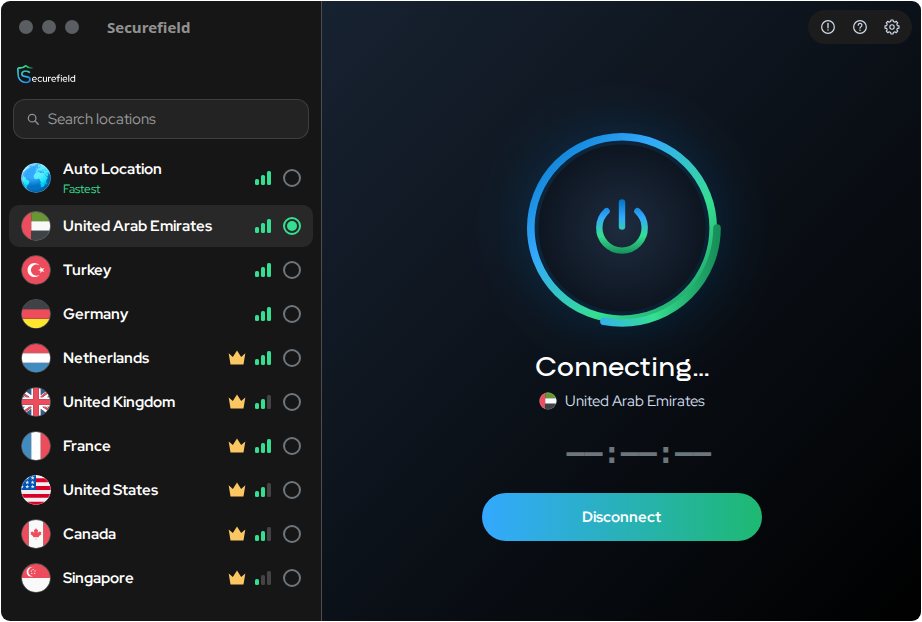 Securefield
Securefield
Search locations
Auto Location
Fastest
United Arab Emirates
Turkey
Germany
Netherlands
United Kingdom
France
United States
Canada
Singapore
Connecting...
United Arab Emirates
——:——:——
Disconnect